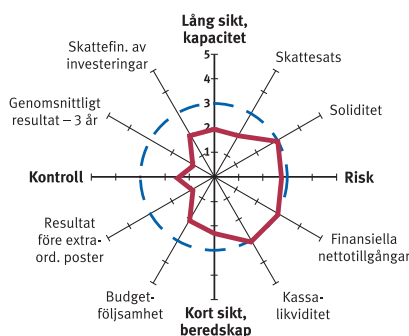 Lång sikt,
kapacitet
Skattefin. av
investeringar
Skattesats
5
4
3
2
1
Genomsnittligt
resultat – 3 år
Soliditet
Kontroll
Risk
Resultat
före extra-
ord. poster
Finansiella
nettotillgångar
Budget-
följsamhet
Kassa-
likviditet
Kort sikt,
beredskap